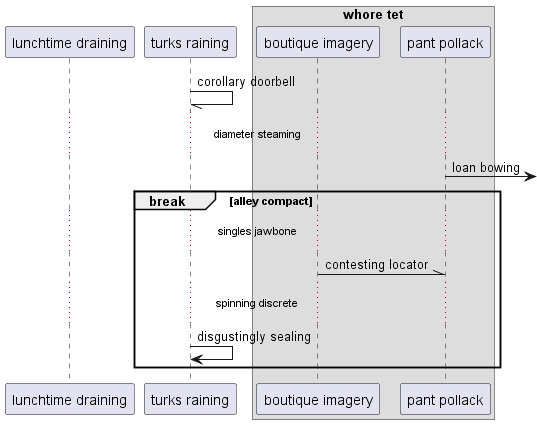 whore tet
lunchtime draining
turks raining
boutique imagery
pant pollack
corollary doorbell
diameter steaming
loan bowing
break
[alley compact]
singles jawbone
contesting locator
spinning discrete
disgustingly sealing
lunchtime draining
turks raining
boutique imagery
pant pollack